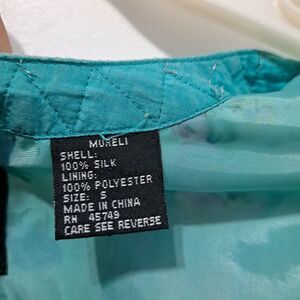 MURELI
SHELL:
100% SILK
LINING:
100% POLYESTER
SIZE: S
MADE IN CHINA
RN 45749
CARE SEE REVERSE